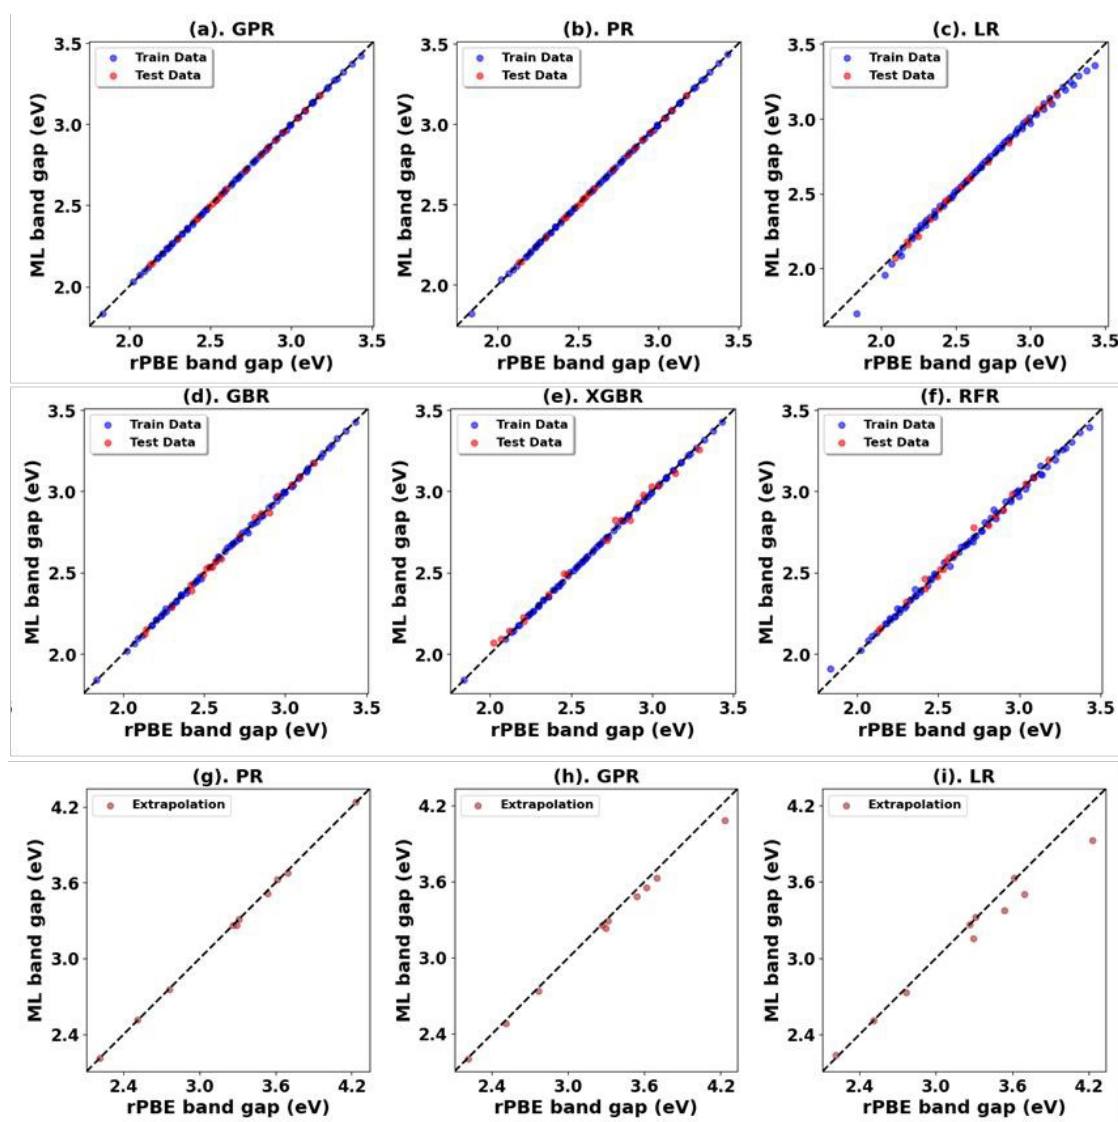 (a). GPR
3.5
3.0
2.5
2.0
ML band gap (eV)
Train Data
Test Data
2.0 2.5 3.0 3.5
rPBE band gap (eV)
(b). PR
3.5
3.0
2.5
2.0
ML band gap (eV)
Train Data
Test Data
2.0 2.5 3.0 3.5
rPBE band gap (eV)
(c). LR
3.5
3.0
2.5
2.0
ML band gap (eV)
Train Data
Test Data
2.0 2.5 3.0 3.5
rPBE band gap (eV)
(d). GBR
3.5
3.0
2.5
2.0
ML band gap (eV)
Train Data
Test Data
2.0 2.5 3.0 3.5
rPBE band gap (eV)
(e). XGBR
3.5
3.0
2.5
2.0
ML band gap (eV)
Train Data
Test Data
2.0 2.5 3.0 3.5
rPBE band gap (eV)
(f). RFR
3.5
3.0
2.5
2.0
ML band gap (eV)
Train Data
Test Data
2.0 2.5 3.0 3.5
rPBE band gap (eV)
(g). PR
4.2
3.6
3.0
2.4
ML band gap (eV)
Extrapolation
2.4 3.0 3.6 4.2
rPBE band gap (eV)
(h). GPR
4.2
3.6
3.0
2.4
ML band gap (eV)
Extrapolation
2.4 3.0 3.6 4.2
rPBE band gap (eV)
(i). LR
4.2
3.6
3.0
2.4
ML band gap (eV)
Extrapolation
2.4 3.0 3.6 4.2
rPBE band gap (eV)